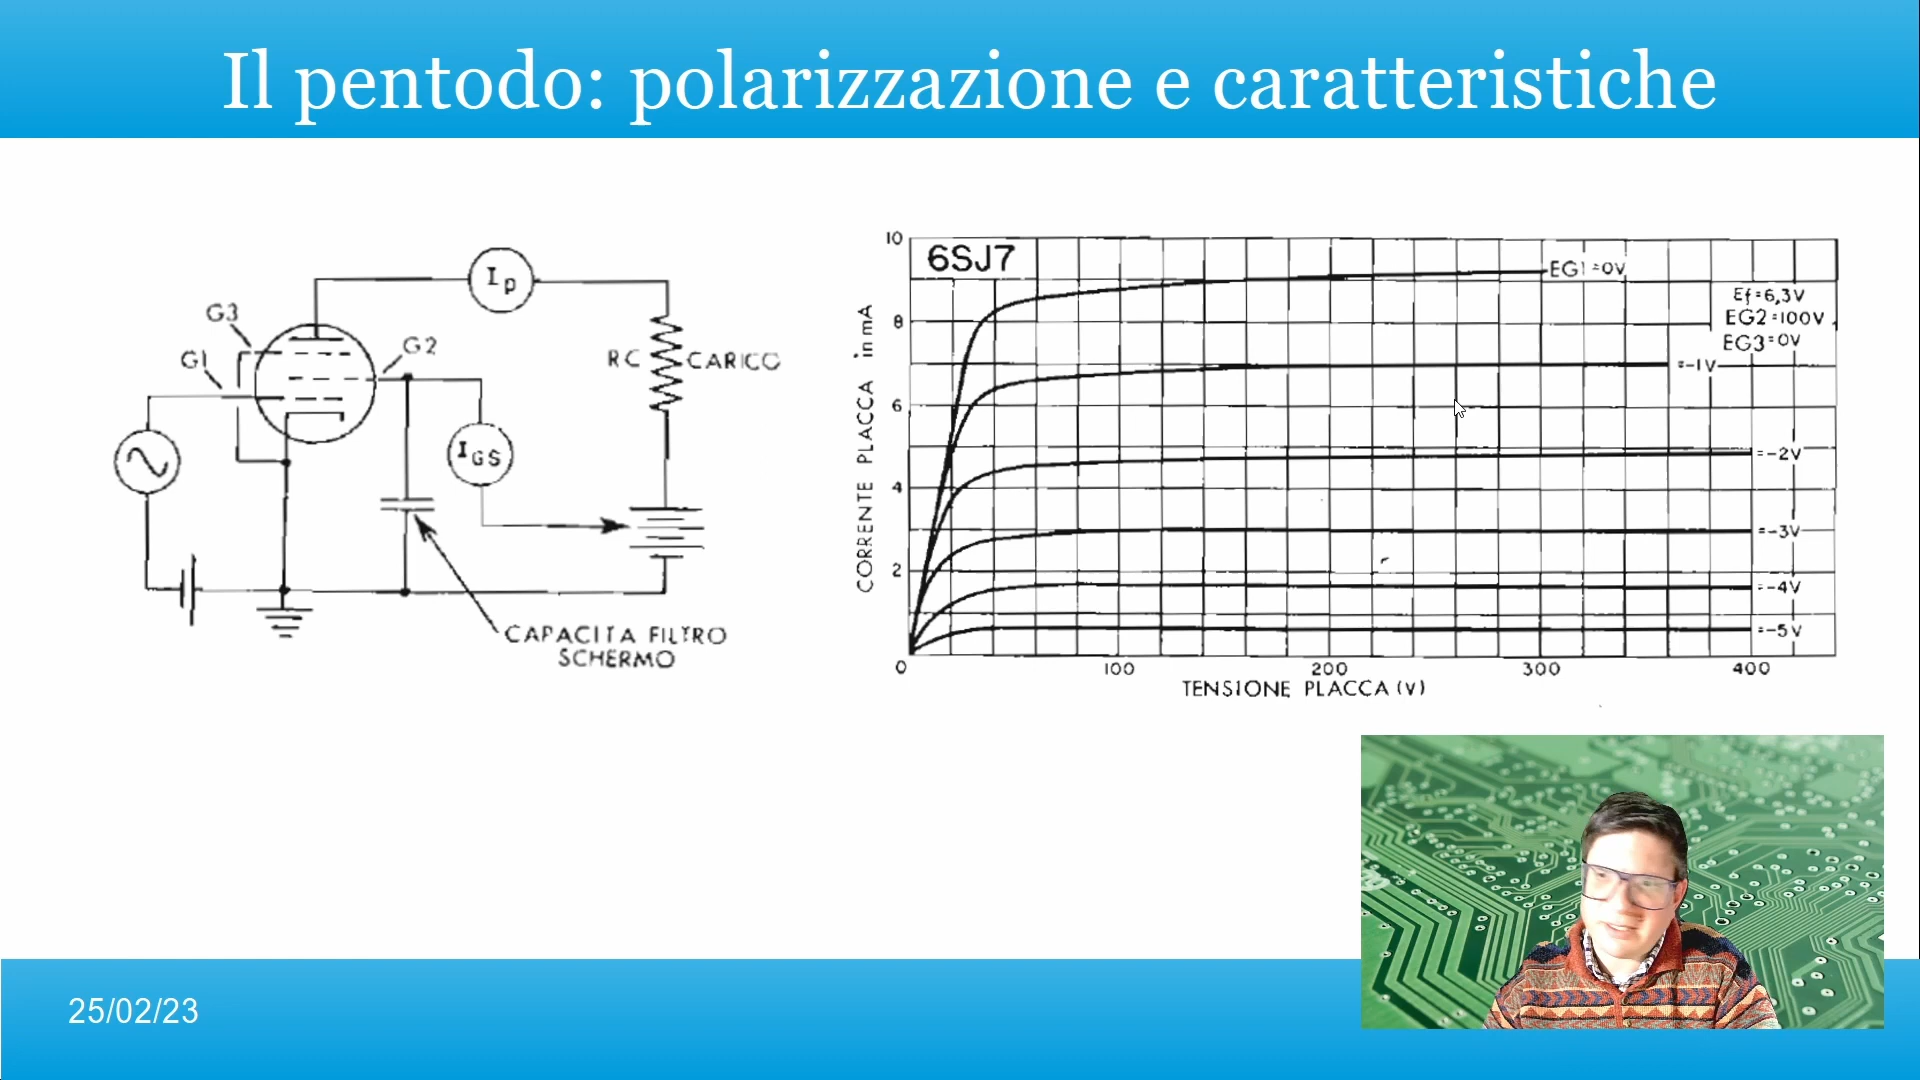 Il pentodo: polarizzazione e caratteristiche
Ip
G3
G1
G2
RC CARICO
IGS
CAPACITA FILTRO
SCHERMO
6SJ7
CORRENTE PLACCA in mA
10
8
6
4
2
0
100
200
300
400
TENSIONE PLACCA (V)
EG1=0V
Ef=6,3V
EG2=100V
EG3=0V
=-1V
=-2V
=-3V
=-4V
=-5V
25/02/23